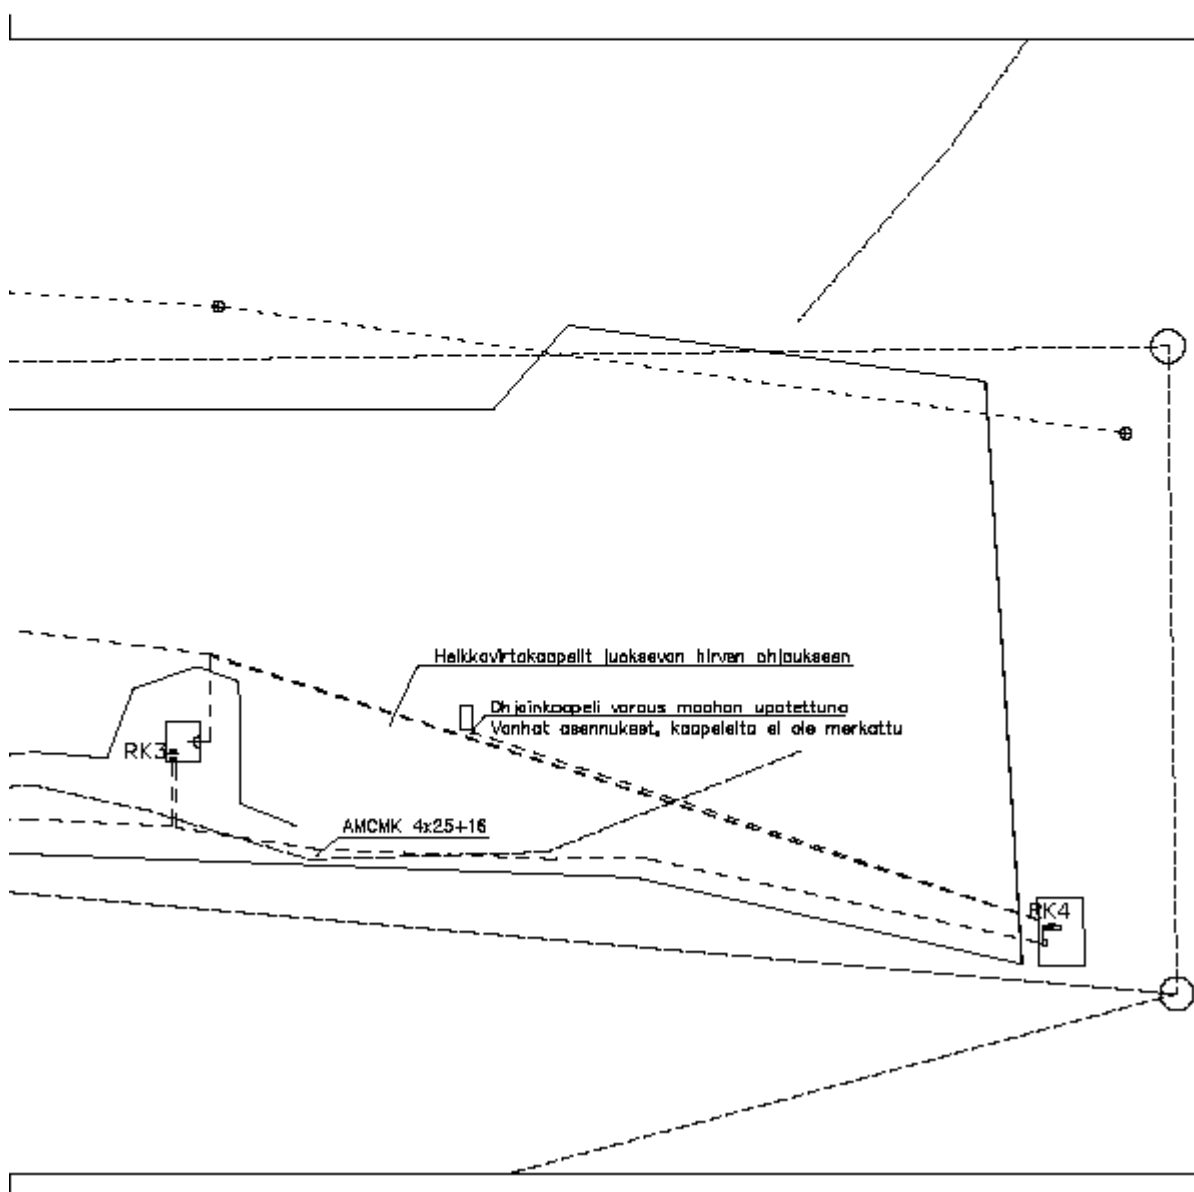 Heikkovirtakaapelit juoksevan hirven ohjaukseen
Ohjainkaapeli varaus maahan upotettuna
Vanhat asennukset, kaapeleita ei ole merkattu
RK3
AMCMK 4x25+16
RK4